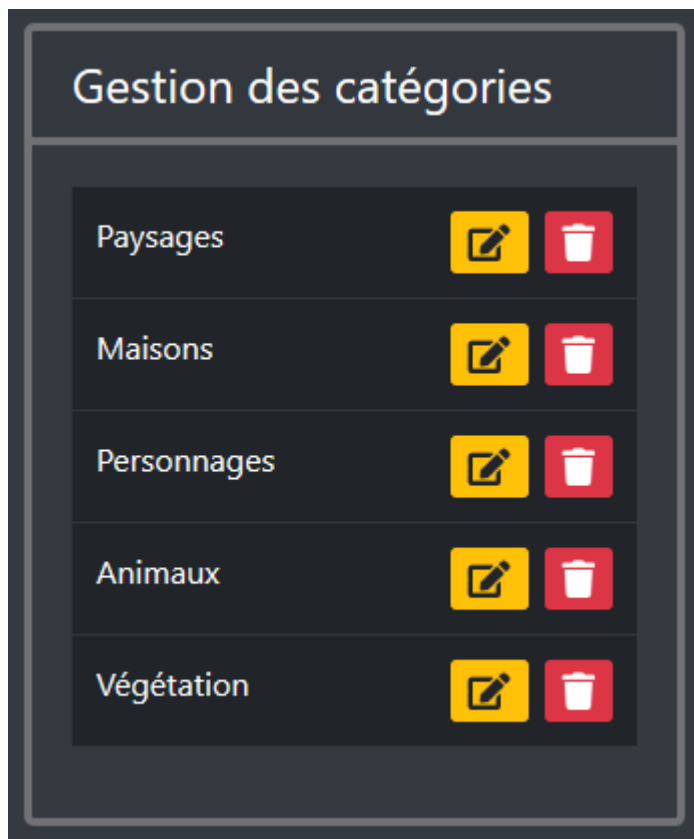 Gestion des catégories
Paysages
Maisons
Personnages
Animaux
Végétation